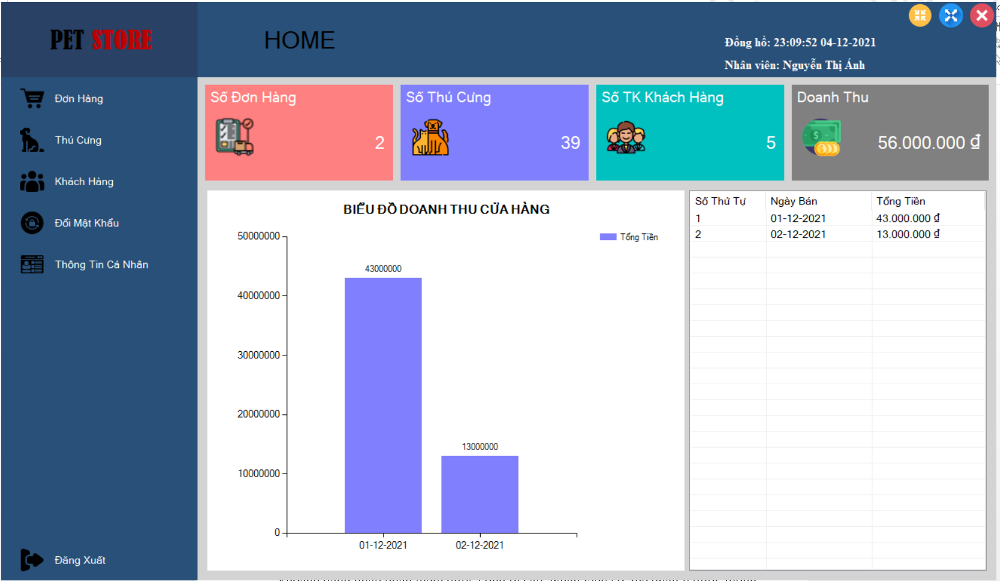 PET STORE
HOME
Đồng hồ: 23:09:52 04-12-2021
Nhân viên: Nguyễn Thị Ánh
Đơn Hàng
Thú Cưng
Khách Hàng
Đổi Mật Khẩu
Thông Tin Cá Nhân
Đăng Xuất
Số Đơn Hàng
2
Số Thú Cưng
39
Số TK Khách Hàng
5
Doanh Thu
56.000.000 ₫
BIỂU ĐỒ DOANH THU CỬA HÀNG
Tổng Tiền
50000000
40000000
30000000
20000000
10000000
0
43000000
13000000
01-12-2021 02-12-2021
Số Thứ Tự Ngày Bán Tổng Tiền
1 01-12-2021 43.000.000 ₫
2 02-12-2021 13.000.000 ₫